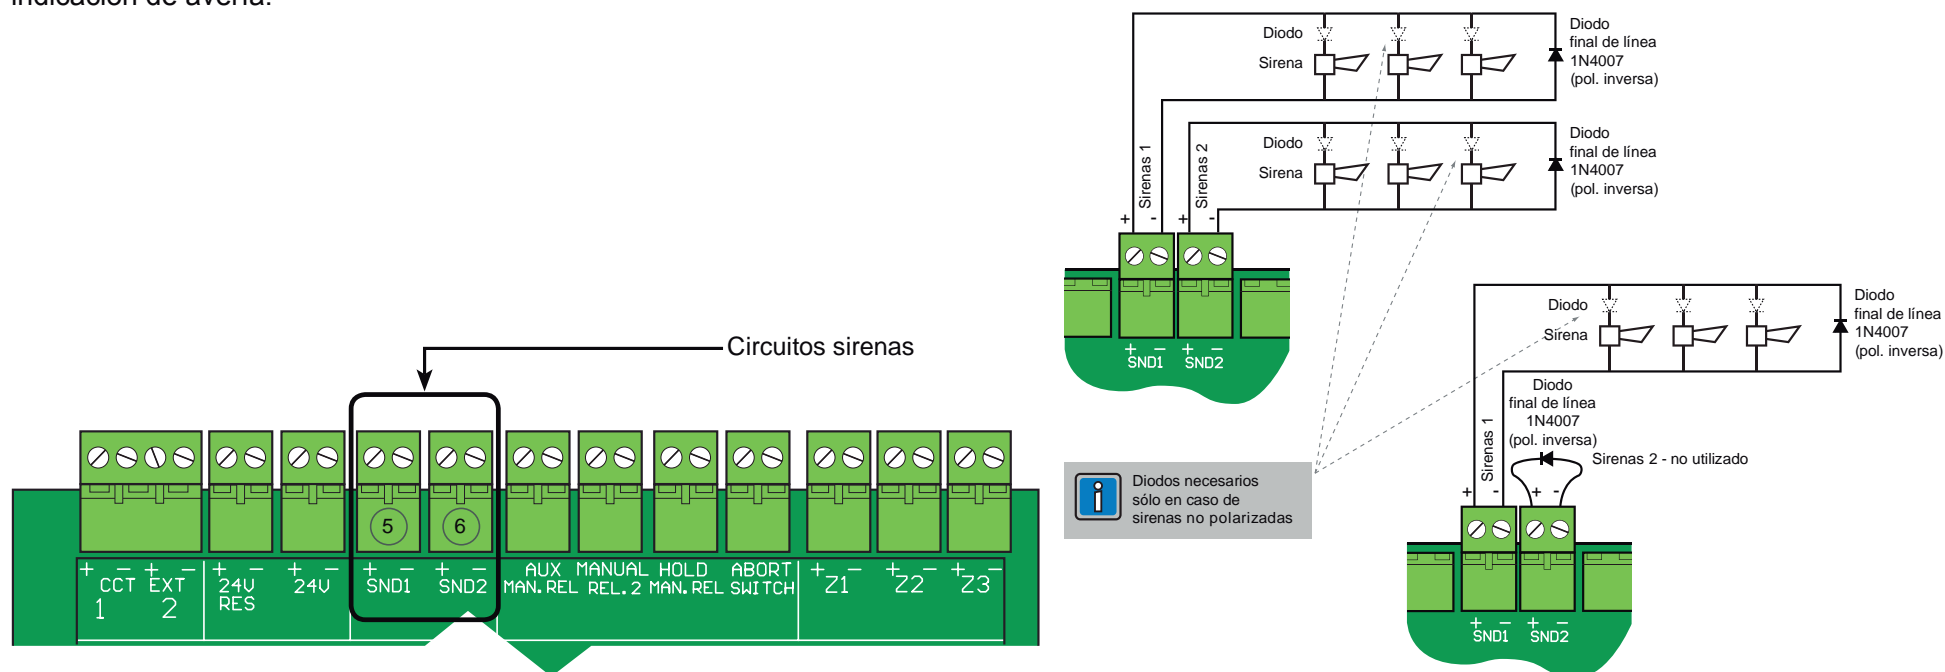 indicación de avería.
Circuitos sirenas
5
6
+ - + -
CCT EXT
1 2
+ -
24V
RES
+ -
24V
+ -
SND1
+ -
SND2
AUX
MAN.REL
MANUAL
REL.2
HOLD
MAN.REL
ABORT
SWITCH
+ -
Z1
+ -
Z2
+ -
Z3
Diodo
Sirena
Diodo
final de línea
1N4007
(pol. inversa)
Diodo
Sirena
Diodo
final de línea
1N4007
(pol. inversa)
Sirenas 1
Sirenas 2
+ - + -
+ - + -
SND1 SND2
Diodos necesarios
sólo en caso de
sirenas no polarizadas
Diodo
Sirena
Diodo
final de línea
1N4007
(pol. inversa)
Diodo
final de línea
1N4007
(pol. inversa)
Sirenas 2 - no utilizado
Sirenas 1
+ - + -
+ - + -
SND1 SND2